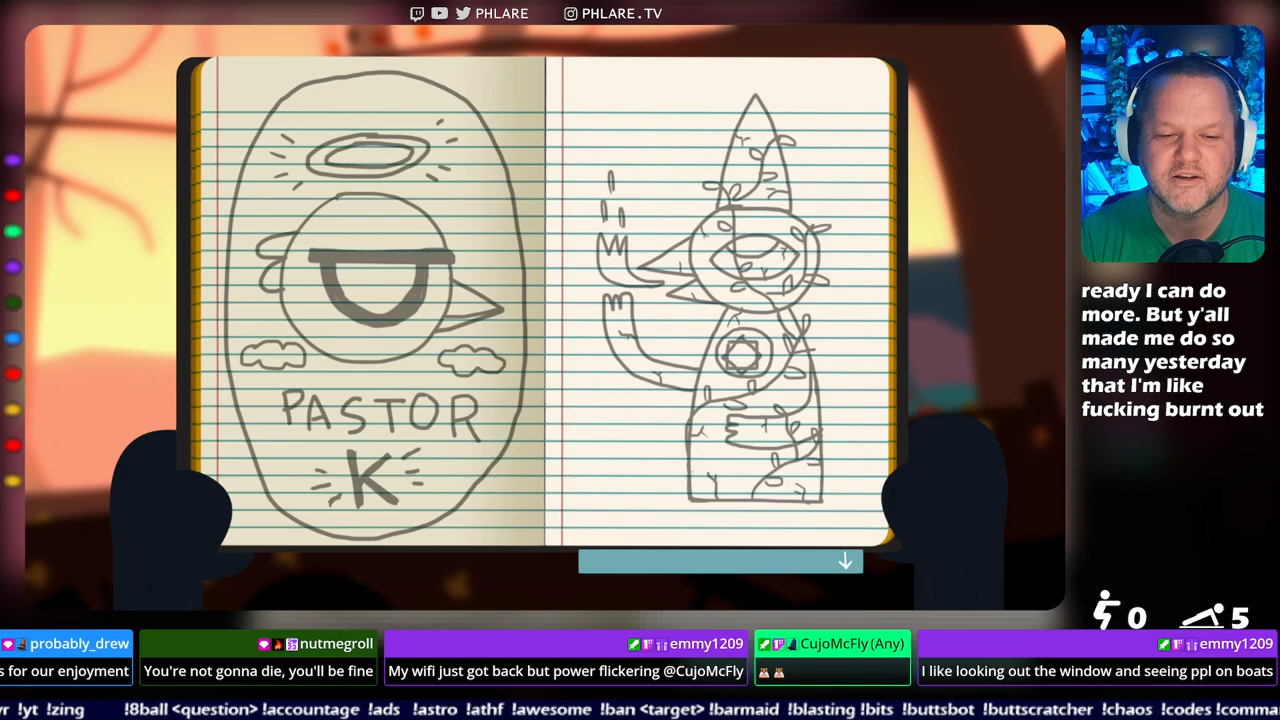 PHLARE PHLARE.TV
PASTOR
K
ready I can do
more. But y'all
made me do so
many yesterday
that I'm like
fucking burnt out
0 5
probably_drew nutmegroll emmy1209 CujoMcFly (Any) emmy1209
s for our enjoyment You're not gonna die, you'll be fine My wifi just got back but power flickering @CujoMcFly I like looking out the window and seeing ppl on boats
yr !yt !zing !8ball <question> !accountage !ads !astro !athf !awesome !ban <target> !barmaid !blasting !bits !buttsbot !buttscratcher !chaos !codes !comma